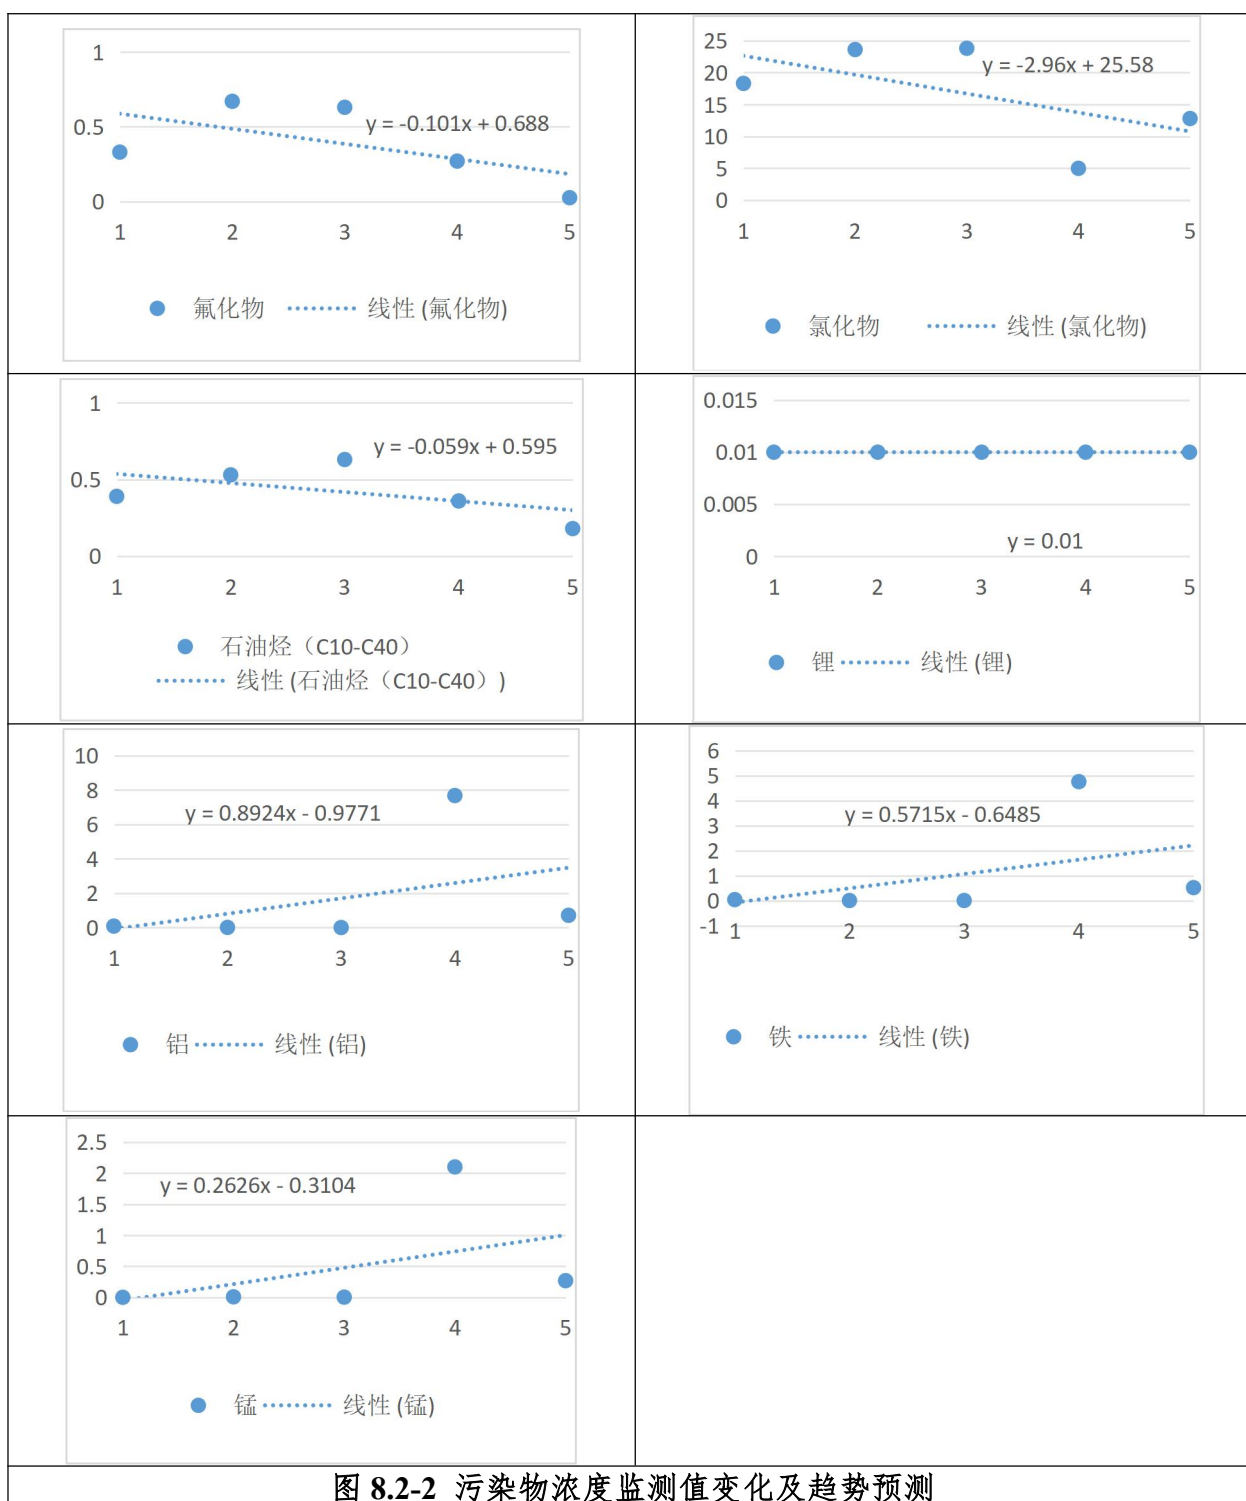 1
0.5
0
y = -0.101x + 0.688
1 2 3 4 5
氟化物 线性 (氟化物)
25
20
15
10
5
0
y = -2.96x + 25.58
1 2 3 4 5
氯化物 线性 (氯化物)
1
0.5
0
y = -0.059x + 0.595
1 2 3 4 5
石油烃（C10-C40）
线性 (石油烃（C10-C40）)
0.015
0.01
0.005
0
y = 0.01
1 2 3 4 5
锂 线性 (锂)
10
8
6
4
2
0
y = 0.8924x - 0.9771
1 2 3 4 5
铝 线性 (铝)
6
5
4
3
2
1
0
-1
y = 0.5715x - 0.6485
1 2 3 4 5
铁 线性 (铁)
2.5
2
1.5
1
0.5
0
y = 0.2626x - 0.3104
1 2 3 4 5
锰 线性 (锰)
图 8.2-2 污染物浓度监测值变化及趋势预测